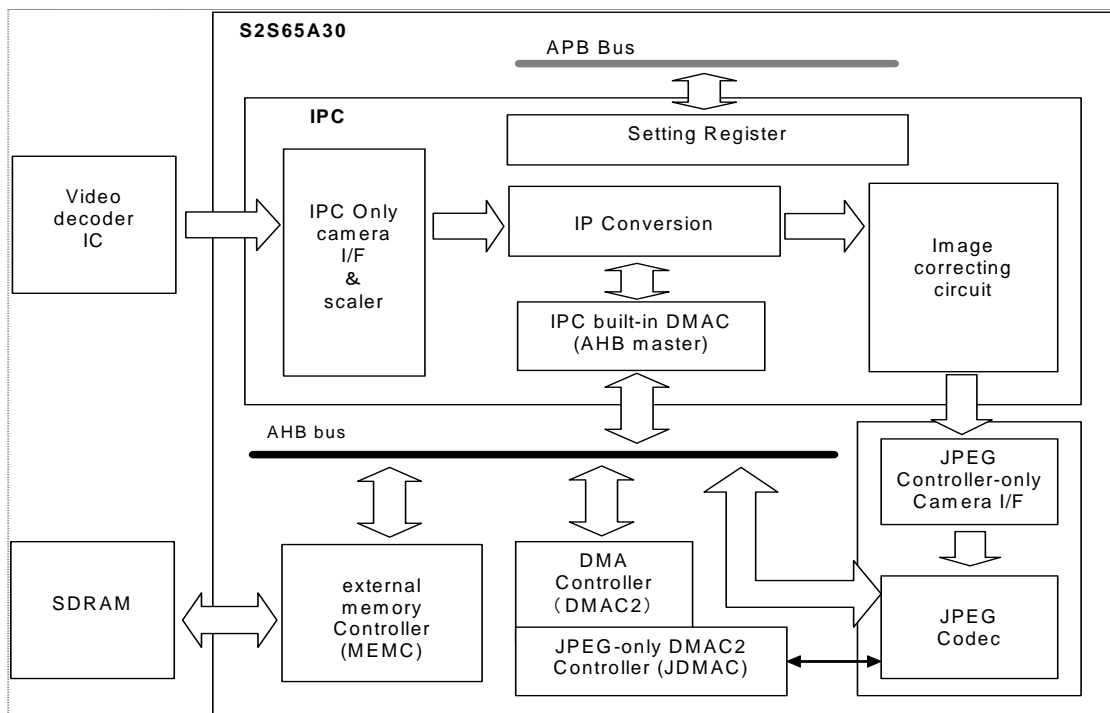 S2S65A30
APB Bus
IPC
Setting Register
Video
decoder
IC
IPC Only
camera
I/F
&
scaler
IP Conversion
Image
correcting
circuit
IPC built-in DMAC
(AHB master)
AHB bus
JPEG
Controller-only
Camera I/F
SDRAM
external
memory
Controller
(MEMC)
DMA
Controller
(DMAC2)
JPEG-only DMAC2
Controller (JDMAC)
JPEG
Codec